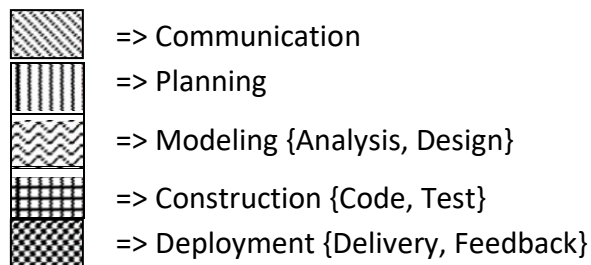 => Communication
=> Planning
=> Modeling {Analysis, Design}
=> Construction {Code, Test}
=> Deployment {Delivery, Feedback}